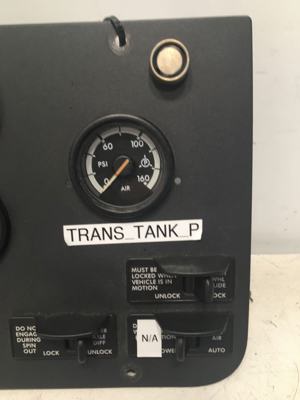 60 100
PSI P
0 160
AIR
TRANS_TANK_P
MUST BE
LOCKED WHEN
VEHICLE IS IN
MOTION
UNLOCK
DO NO
ENGAG
DURING
SPIN
OUT
LOCK UNLOCK
DIFF
N/A
AIR
AUTO